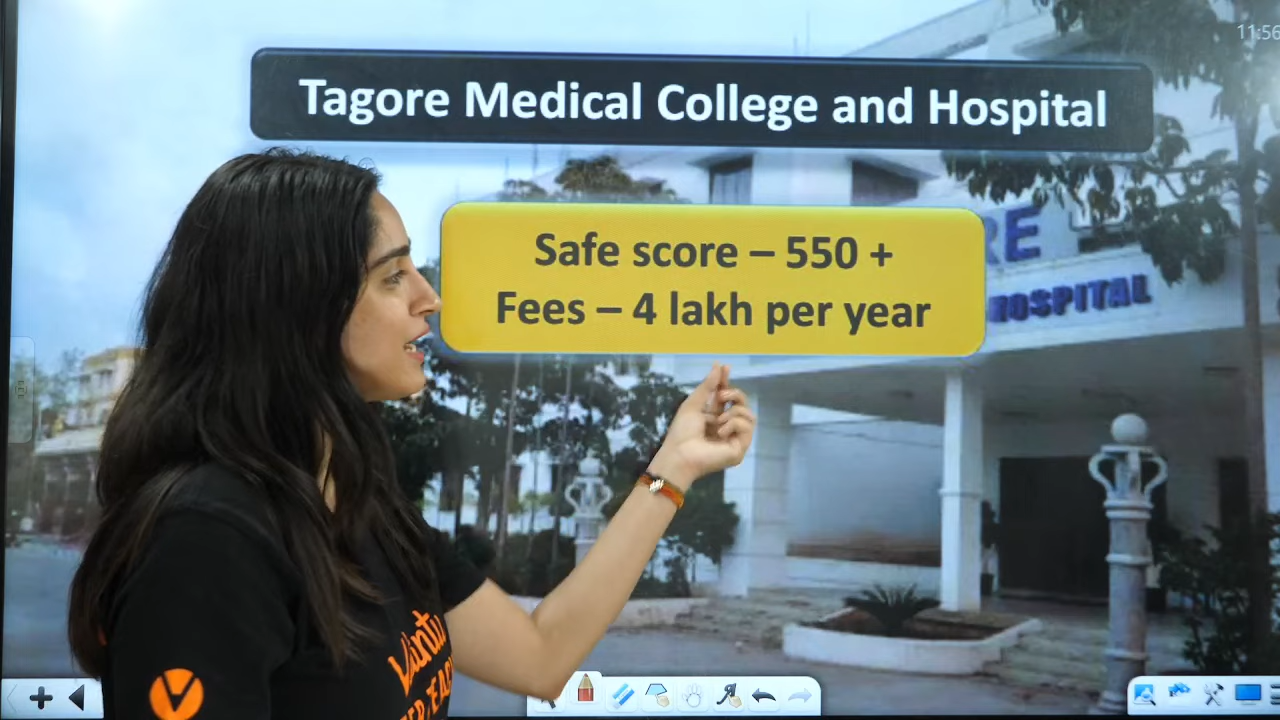 11:56
Tagore Medical College and Hospital
Safe score – 550 +
Fees – 4 lakh per year
RE
HOSPITAL